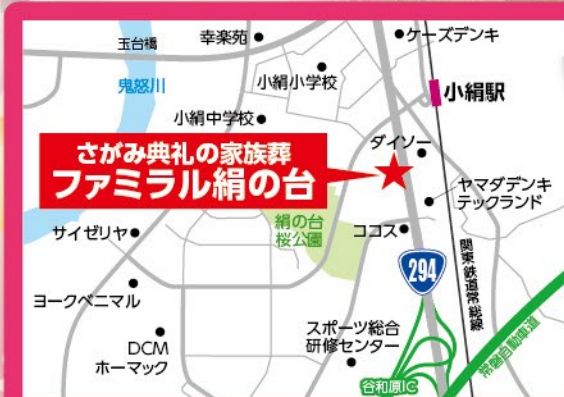 玉台橋
幸楽苑
ケーズデンキ
鬼怒川
小絹小学校
小絹駅
小絹中学校
ダイソー
さがみ典礼の家族葬
ファミラル絹の台
ヤマダデンキ
テックランド
絹の台
桜公園
サイゼリヤ
ココス
294
関東鉄道常総線
ヨークベニマル
DCM
ホーマック
スポーツ総合
研修センター
常磐自動車道
谷和原IC